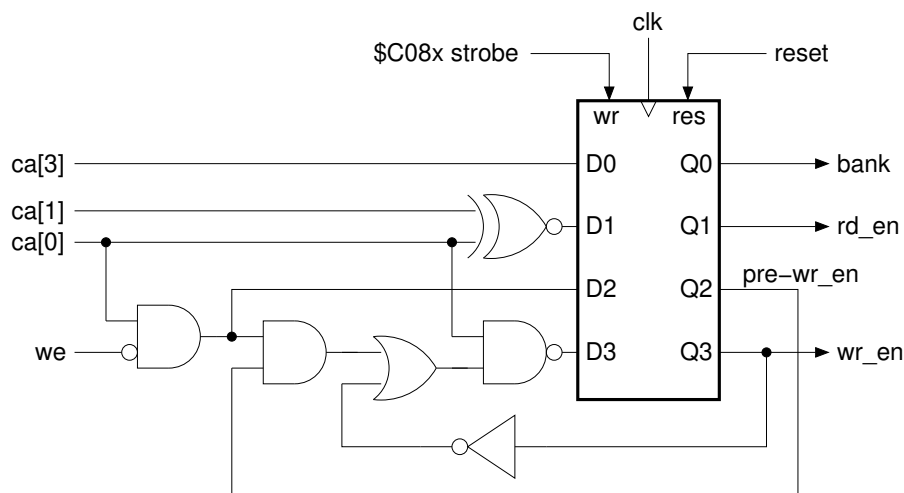 clk
$C08x strobe
reset
wr
res
ca[3]
D0
Q0
bank
ca[1]
D1
Q1
rd_en
ca[0]
pre-wr_en
D2
Q2
we
D3
Q3
wr_en